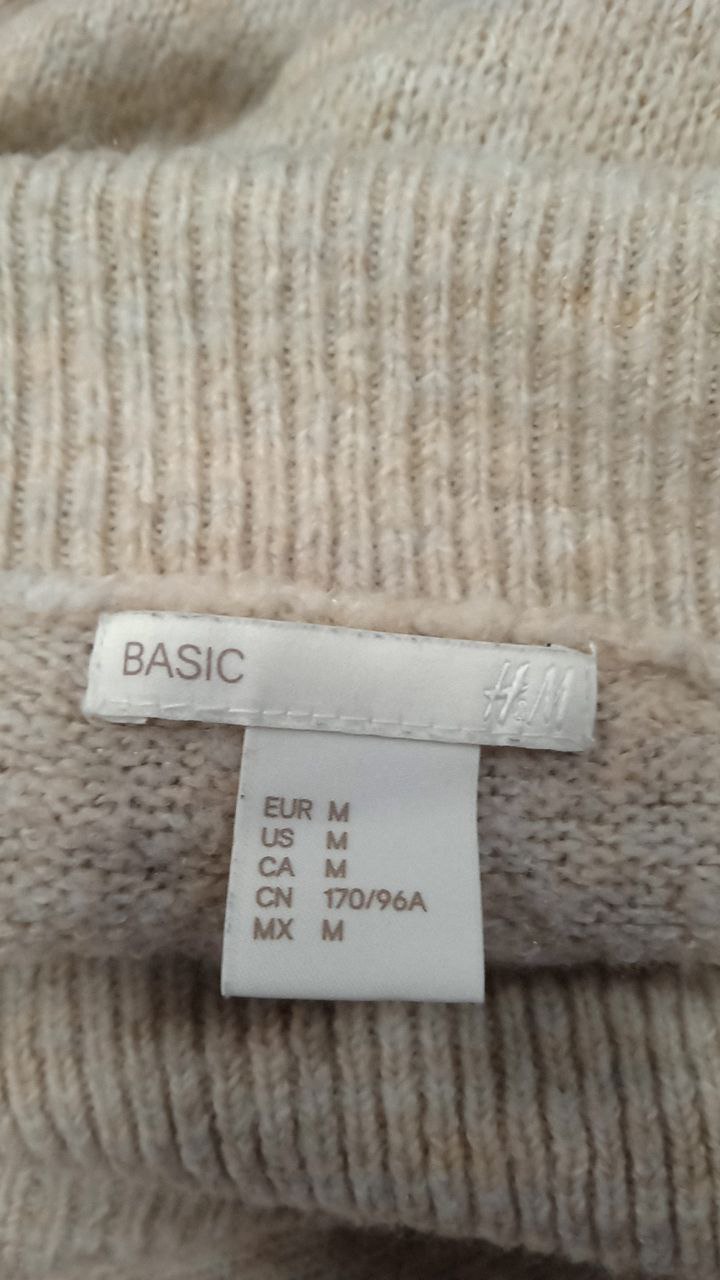 BASIC H&M
EUR M
US M
CA M
CN 170/96A
MX M